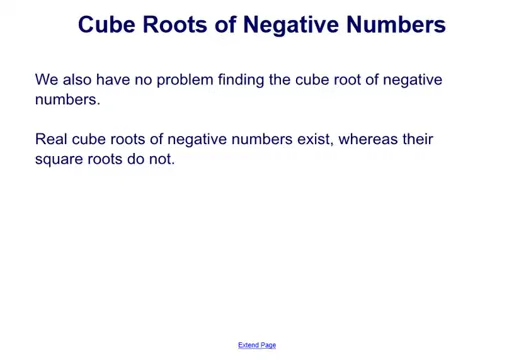 Cube Roots of Negative Numbers
We also have no problem finding the cube root of negative
numbers.
Real cube roots of negative numbers exist, whereas their
square roots do not.
Extend Page